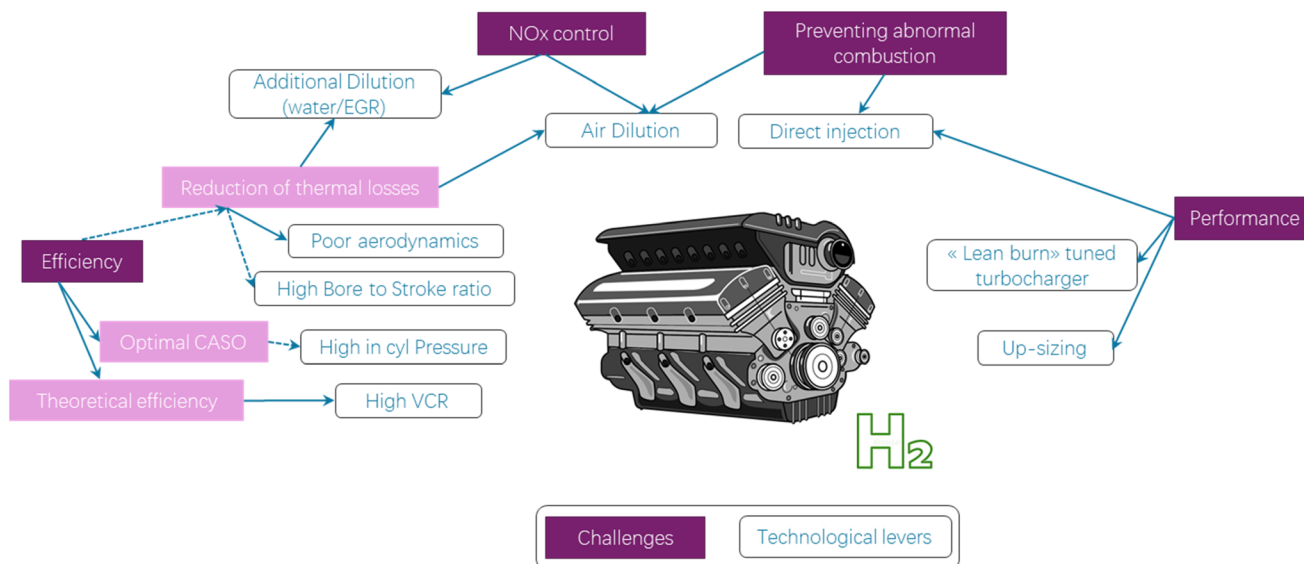 NOx control
Preventing abnormal
combustion
Additional Dilution
(water/EGR)
Air Dilution
Direct injection
Reduction of thermal losses
Performance
Poor aerodynamics
Efficiency
« Lean burn» tuned
turbocharger
High Bore to Stroke ratio
Optimal CA50
High in cyl Pressure
Up-sizing
Theoretical efficiency
High VCR
H2
Challenges
Technological levers